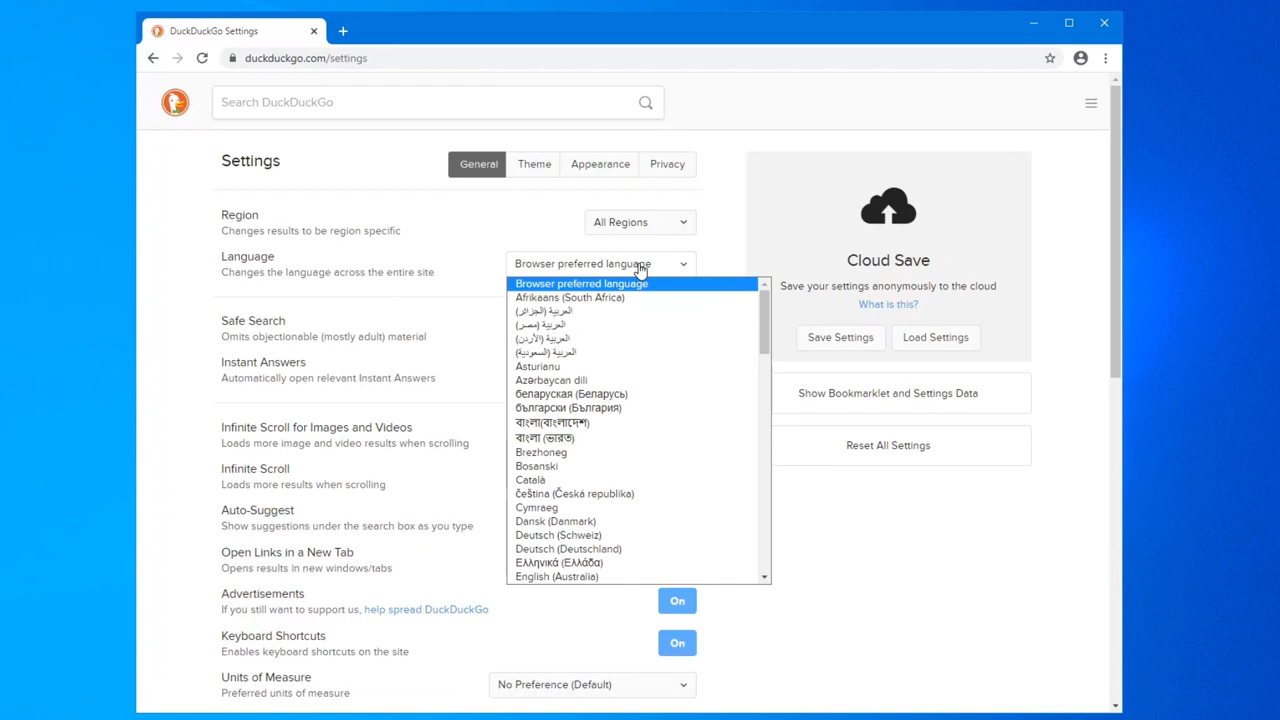 DuckDuckGo Settings
duckduckgo.com/settings
Search DuckDuckGo
Settings
General
Theme
Appearance
Privacy
Region
Changes results to be region specific
All Regions
Language
Changes the language across the entire site
Browser preferred language
Browser preferred language
Afrikaans (South Africa)
العربية (الجزائر)
العربية (مصر)
العربية (الأردن)
العربية (السعودية)
Asturianu
Azərbaycan dili
беларуская (Беларусь)
български (България)
বাংলা(বাংলাদেশ)
বাংলা (ভারত)
Brezhoneg
Bosanski
Català
čeština (Česká republika)
Cymraeg
Dansk (Danmark)
Deutsch (Schweiz)
Deutsch (Deutschland)
Ελληνικά (Ελλάδα)
English (Australia)
Safe Search
Omits objectionable (mostly adult) material
Instant Answers
Automatically open relevant Instant Answers
Infinite Scroll for Images and Videos
Loads more image and video results when scrolling
Infinite Scroll
Loads more results when scrolling
Auto-Suggest
Show suggestions under the search box as you type
Open Links in a New Tab
Opens results in new windows/tabs
Advertisements
If you still want to support us, help spread DuckDuckGo
On
Keyboard Shortcuts
Enables keyboard shortcuts on the site
On
Units of Measure
Preferred units of measure
No Preference (Default)
Cloud Save
Save your settings anonymously to the cloud
What is this?
Save Settings
Load Settings
Show Bookmarklet and Settings Data
Reset All Settings